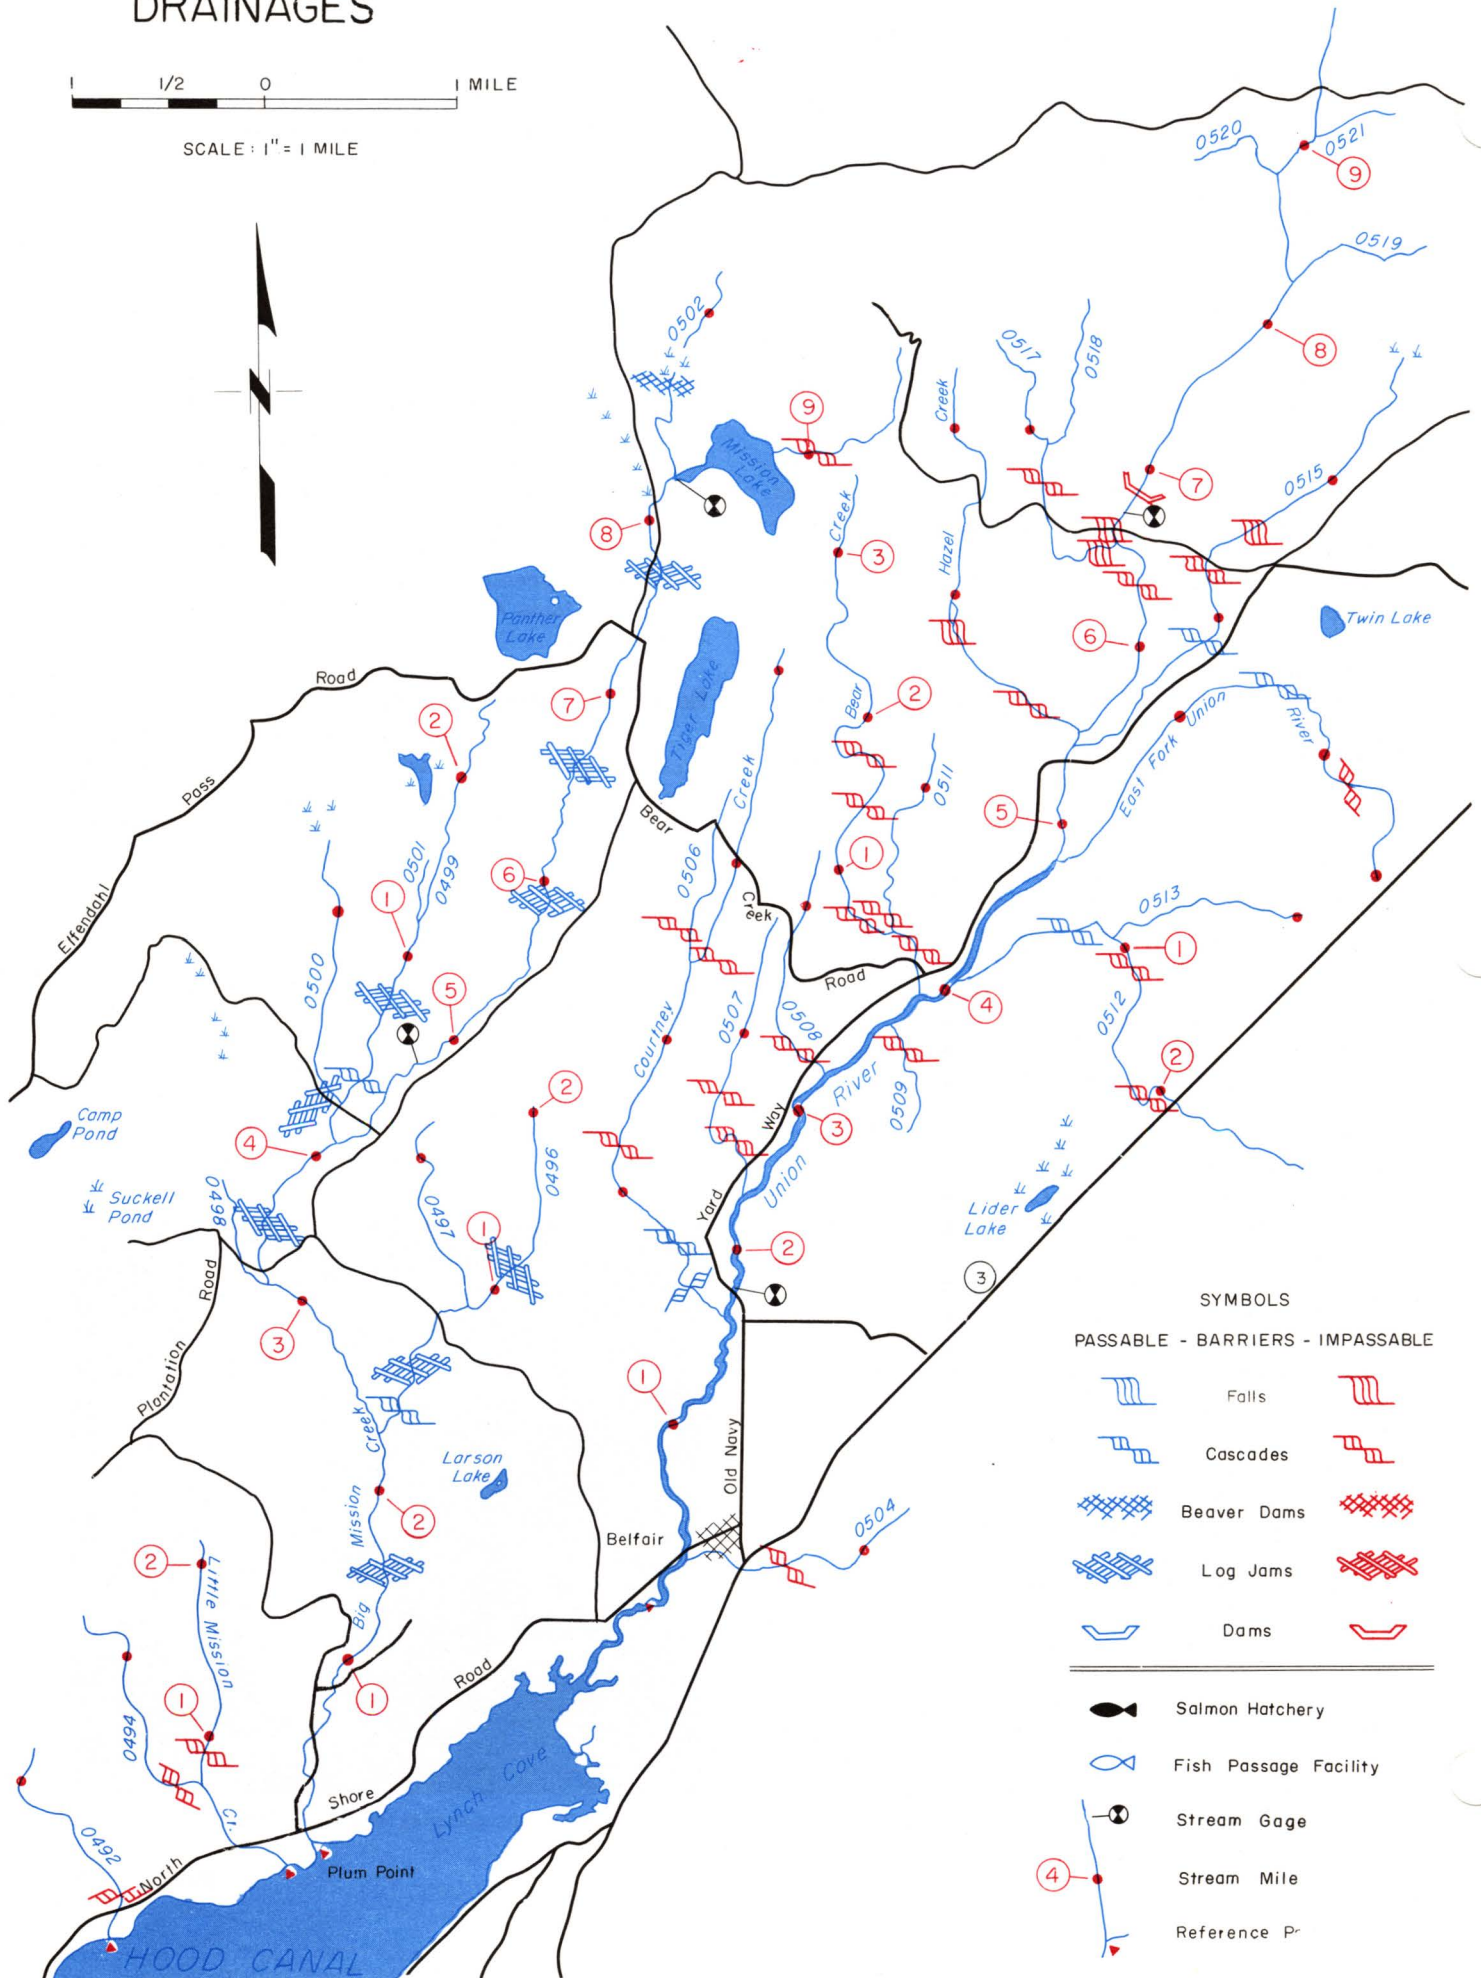 DRAINAGES
1 1/2 0 1 MILE
SCALE: 1" = 1 MILE
0520
0521
9
0519
8
0502
0517
0518
Creek
9
Mission
Lake
7
0515
8
Creek
3
Hazel
Panther
Lake
6
Twin Lake
Road
7
Tiger Lake
2
Bear
2
East Fork Union
River
Pass
Creek
0511
5
Bear
0506
1
6
0501
0499
1
Creek
0513
Elfendahl
1
0500
5
Road
4
0507
0508
0512
Courtney
2
River
0509
Way
3
2
Camp
Pond
4
0496
Union
Suckell
Pond
0498
0497
1
Yard
Lider
Lake
2
3
Road
3
SYMBOLS
PASSABLE - BARRIERS - IMPASSABLE
Plantation
1
Falls
Creek
Old Navy
Cascades
Larson
Lake
Mission
2
Beaver Dams
Belfair
0504
2
Little Mission
Log Jams
Big
Dams
Road
1
1
Salmon Hatchery
0494
Lynch Cove
Fish Passage Facility
Shore
Cr.
Stream Gage
0492
North
Plum Point
4
Stream Mile
Reference
HOOD CANAL